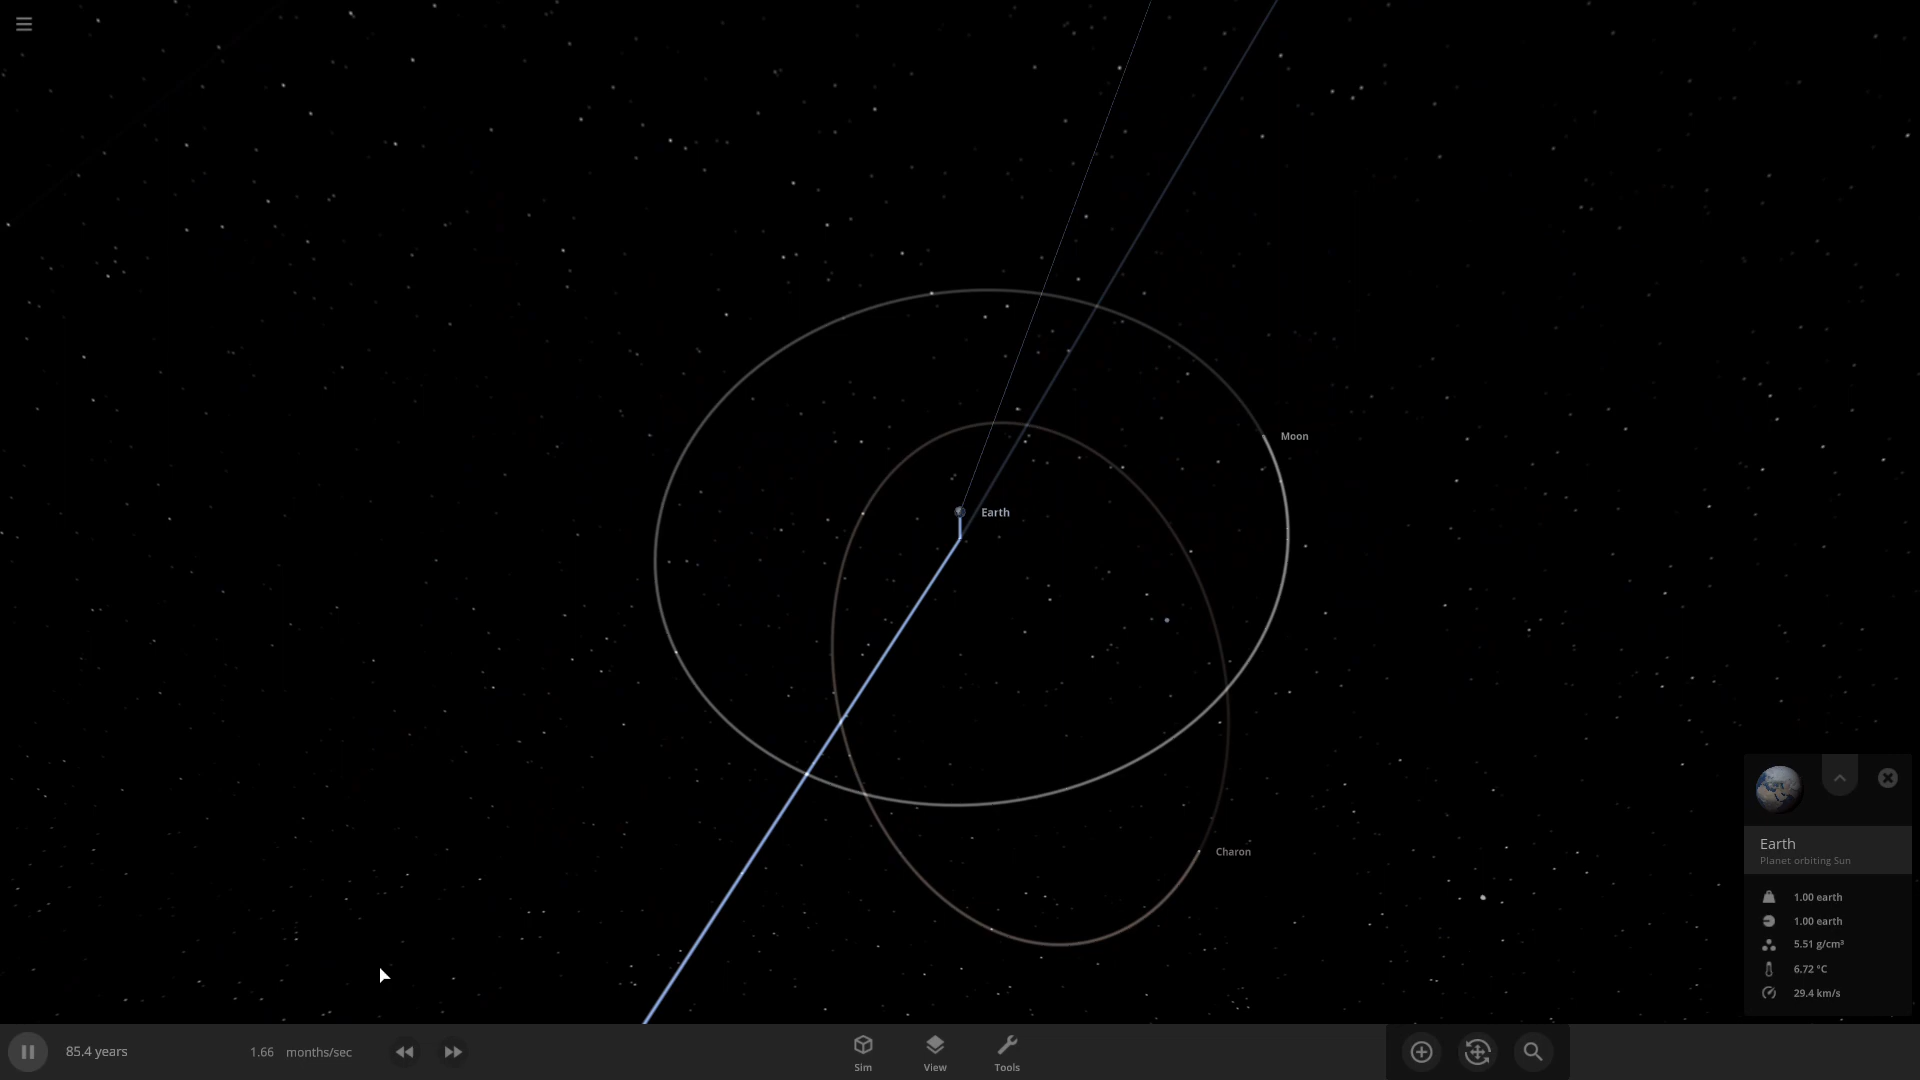 Moon
Earth
Charon
Earth
Planet orbiting Sun
1.00 earth
1.00 earth
5.51 g/cm³
6.72 °C
29.4 km/s
85.4 years
1.66 months/sec
Sim
View
Tools